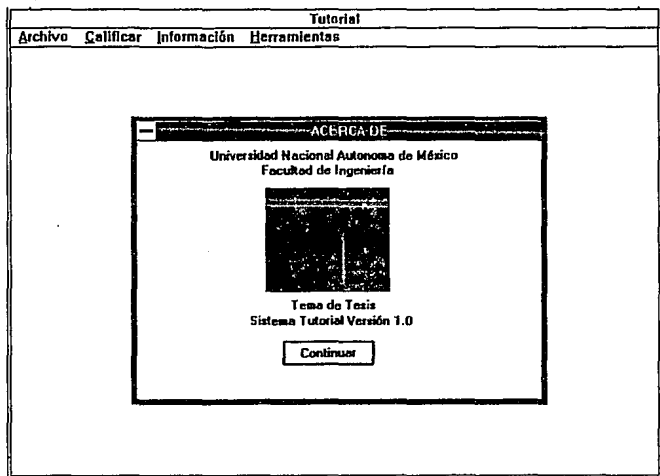 Tutorial
Archivo Calificar Información Herramientas
ACERCA DE
Universidad Nacional Autonoma de México
Facultad de Ingeniería
Tema de Tesis
Sistema Tutorial Versión 1.0
Continuar